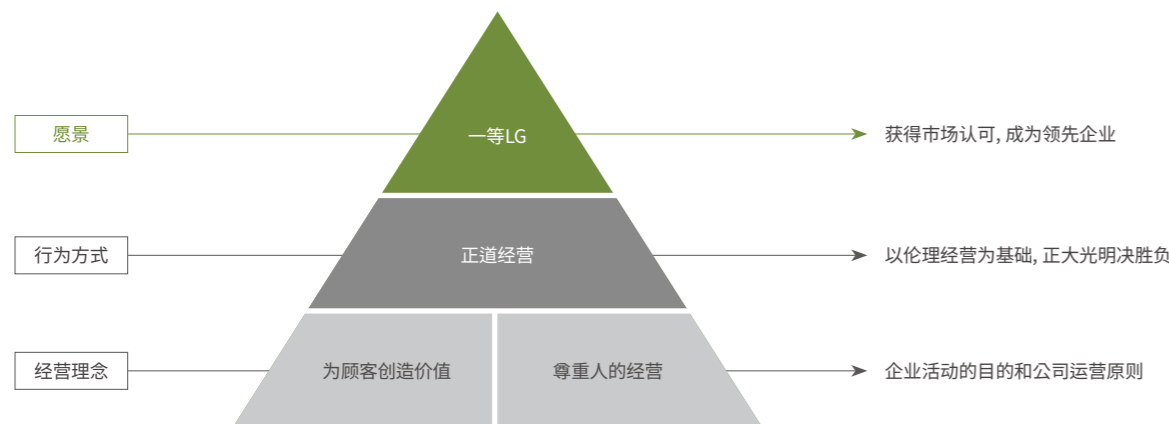 愿景
一等LG
获得市场认可, 成为领先企业
行为方式
正道经营
以伦理经营为基础, 正大光明决胜负
经营理念
为顾客创造价值
尊重人的经营
企业活动的目的和公司运营原则